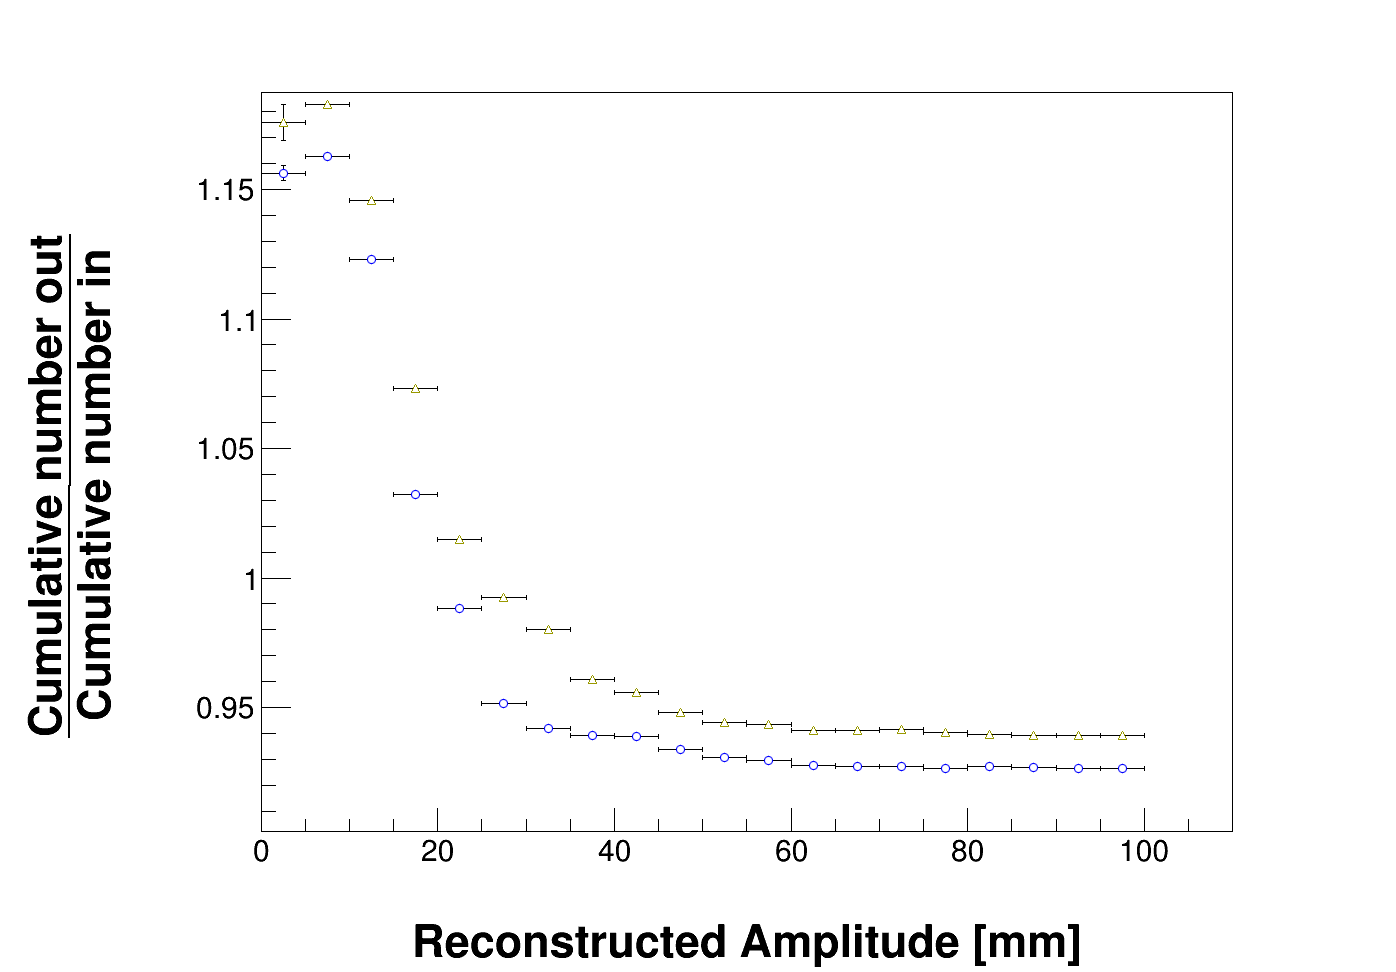 Cumulative number out
Cumulative number in
1.15
1.1
1.05
1
0.95
0 20 40 60 80 100
Reconstructed Amplitude [mm]